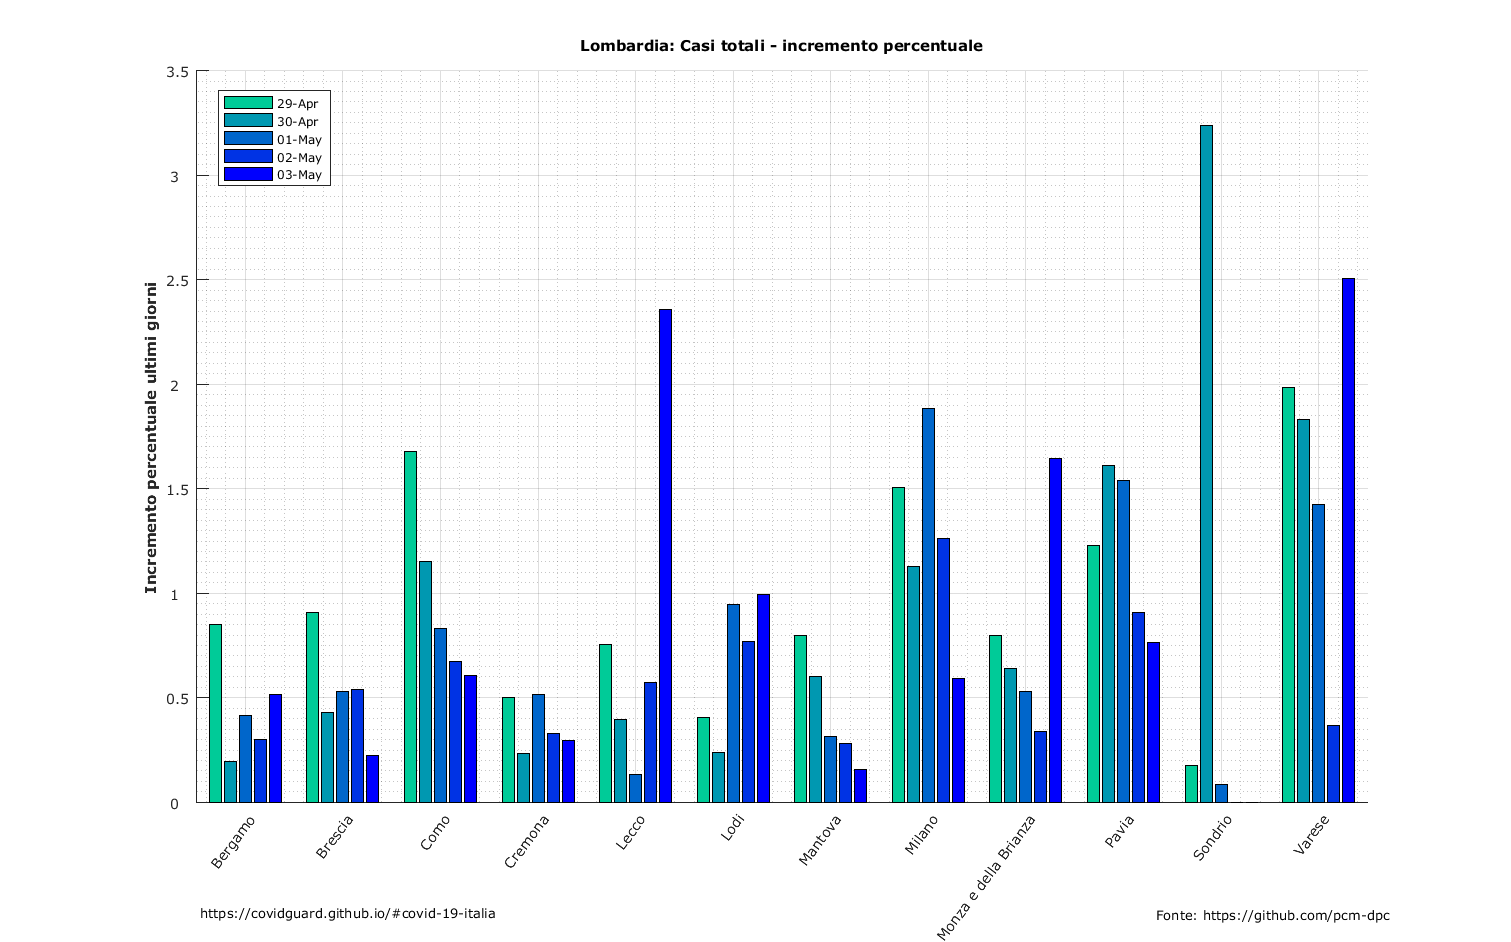 Lombardia: Casi totali - incremento percentuale
3.5
3
2.5
2
1.5
1
0.5
0
Incremento percentuale ultimi giorni
29-Apr
30-Apr
01-May
02-May
03-May
Bergamo
Brescia
Como
Cremona
Lecco
Lodi
Mantova
Milano
Monza e della Brianza
Pavia
Sondrio
Varese
https://covidguard.github.io/#covid-19-italia
Fonte: https://github.com/pcm-dpc